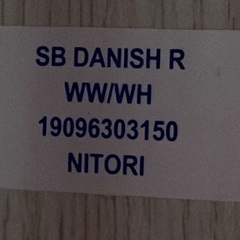 SB DANISH R
WW/WH
19096303150
NITORI